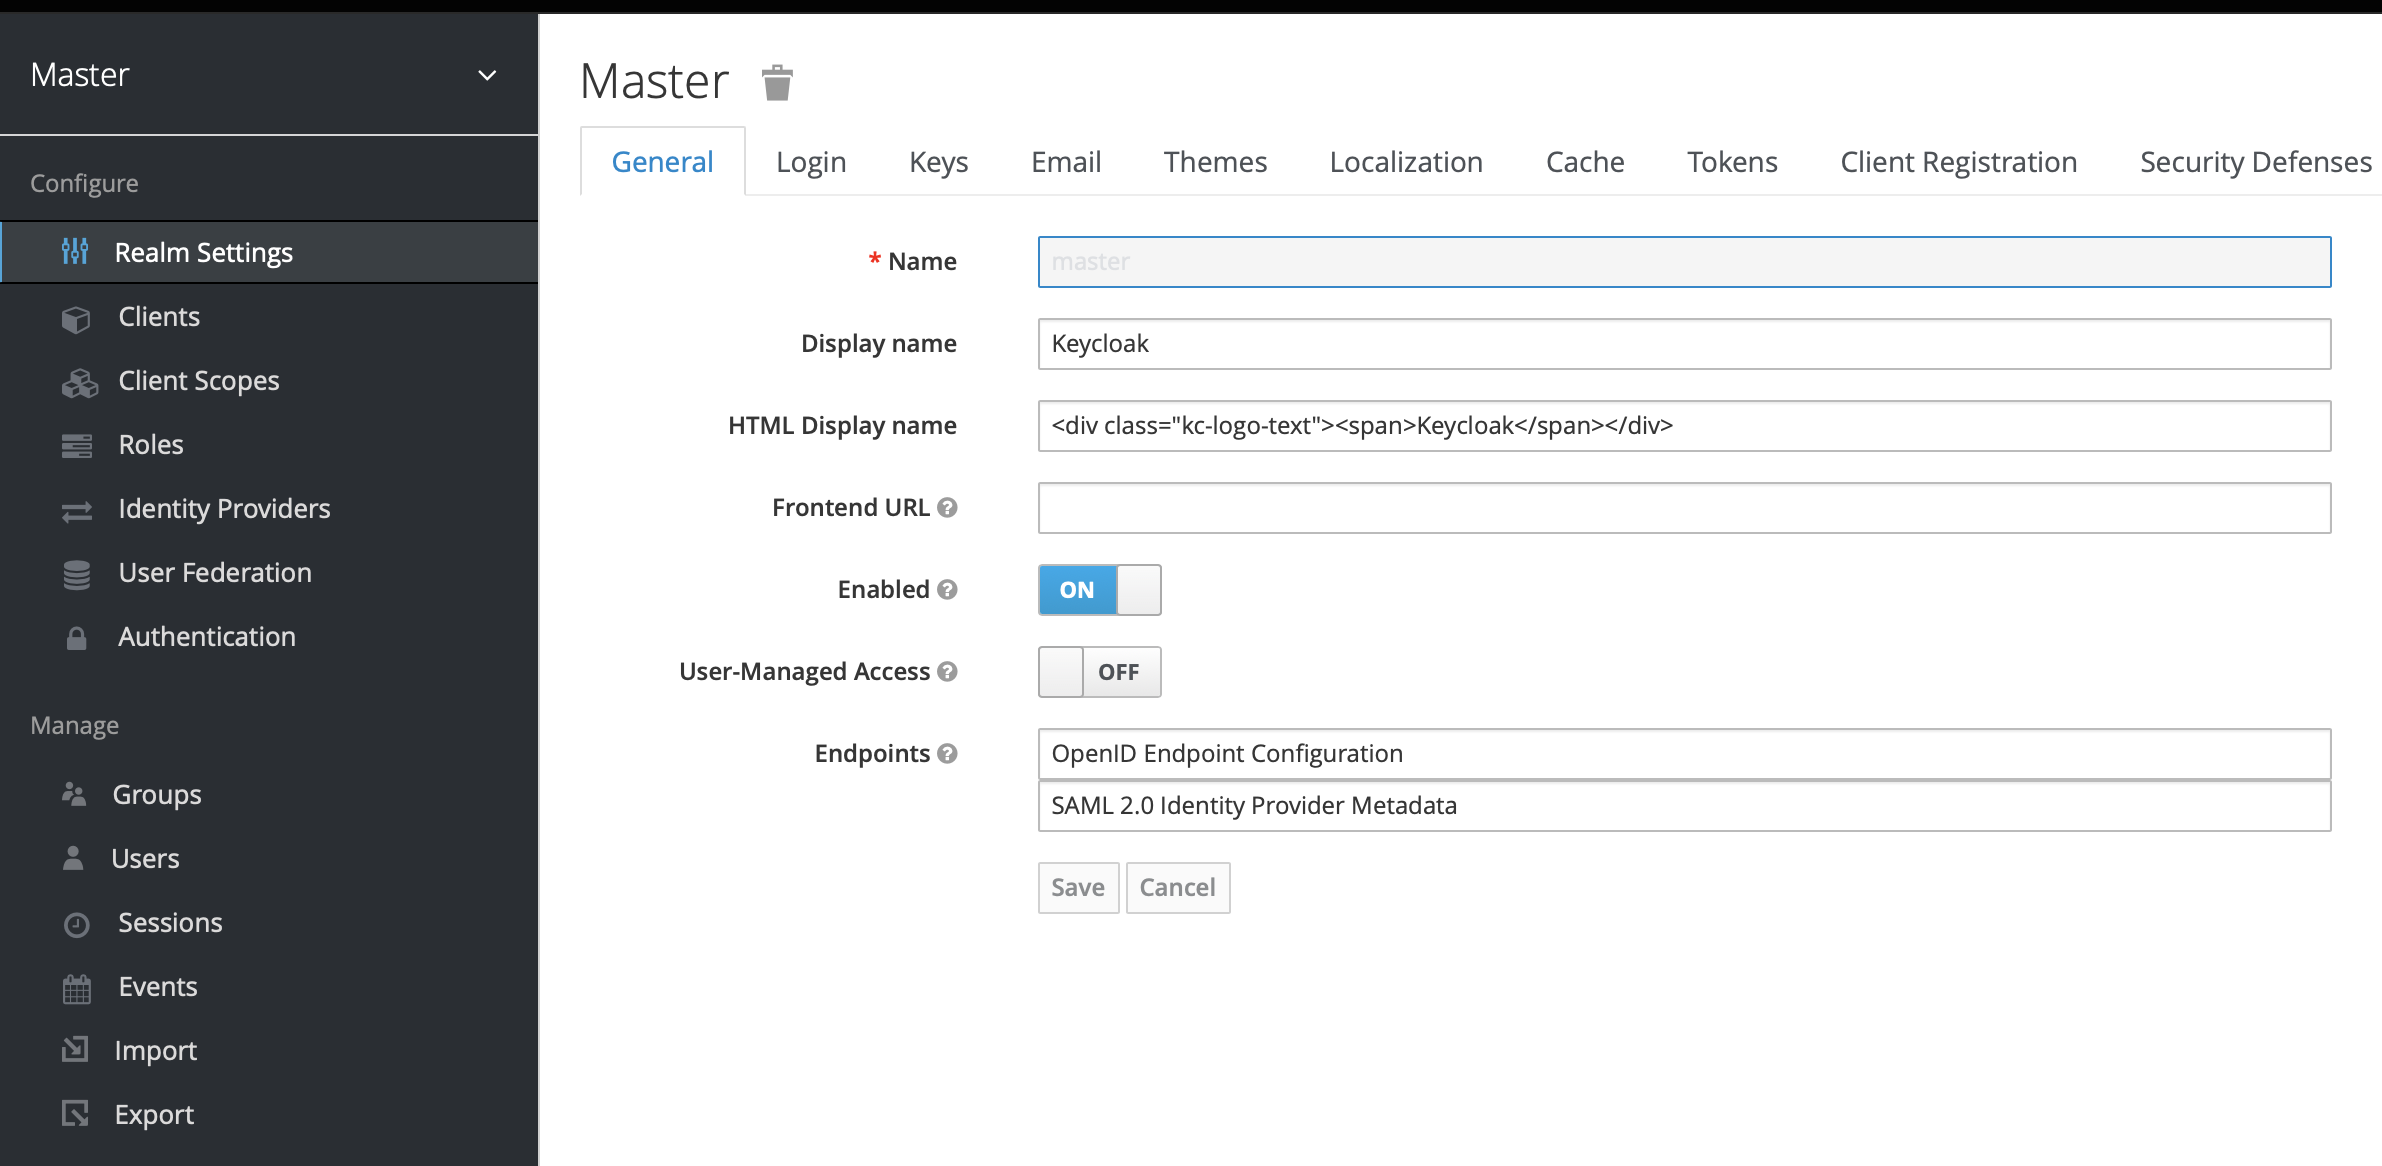 Master
Configure
Realm Settings
Clients
Client Scopes
Roles
Identity Providers
User Federation
Authentication
Manage
Groups
Users
Sessions
Events
Import
Export
Master
General Login Keys Email Themes Localization Cache Tokens Client Registration Security Defenses
* Name master
Display name Keycloak
HTML Display name <div class="kc-logo-text"><span>Keycloak</span></div>
Frontend URL ?
Enabled ? ON
User-Managed Access ? OFF
Endpoints ? OpenID Endpoint Configuration
SAML 2.0 Identity Provider Metadata
Save Cancel